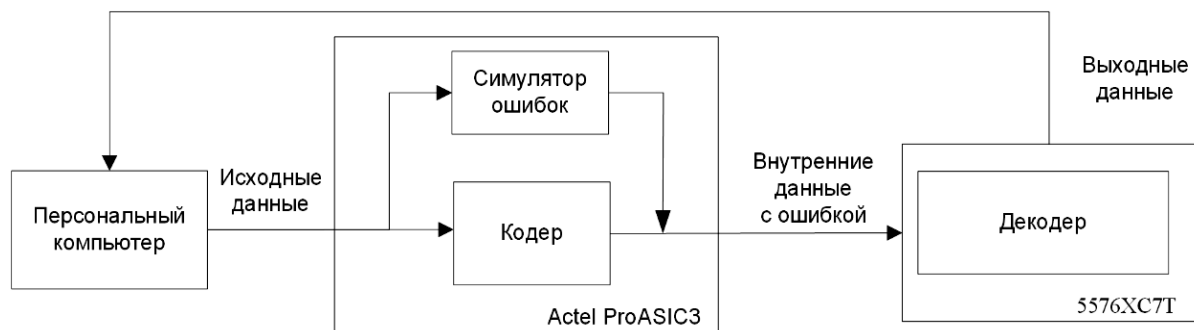 Симулятор
ошибок
Выходные
данные
Исходные
данные
Внутренние
данные
с ошибкой
Персональный
компьютер
Кодер
Декодер
5576ХС7Т
Actel ProASIC3